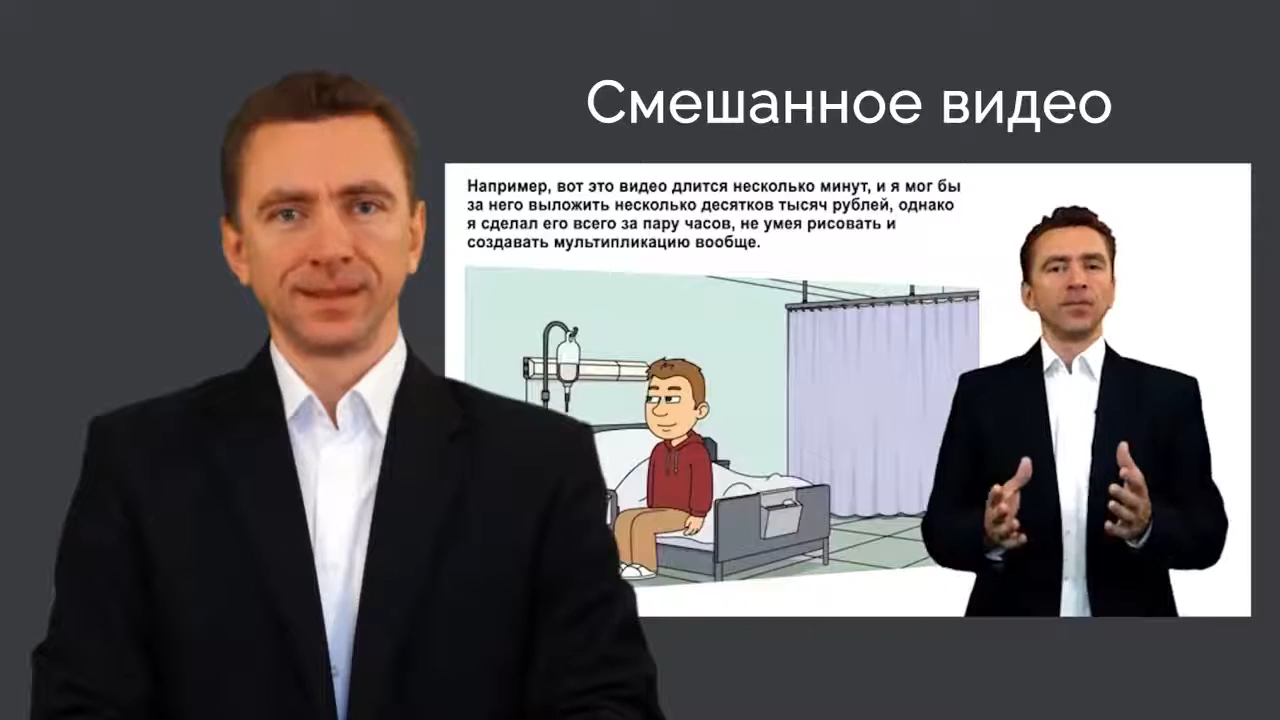 Смешанное видео
Например, вот это видео длится несколько минут, и я мог бы
за него выложить несколько десятков тысяч рублей, однако
я сделал его всего за пару часов, не умея рисовать и
создавать мультипликацию вообще.